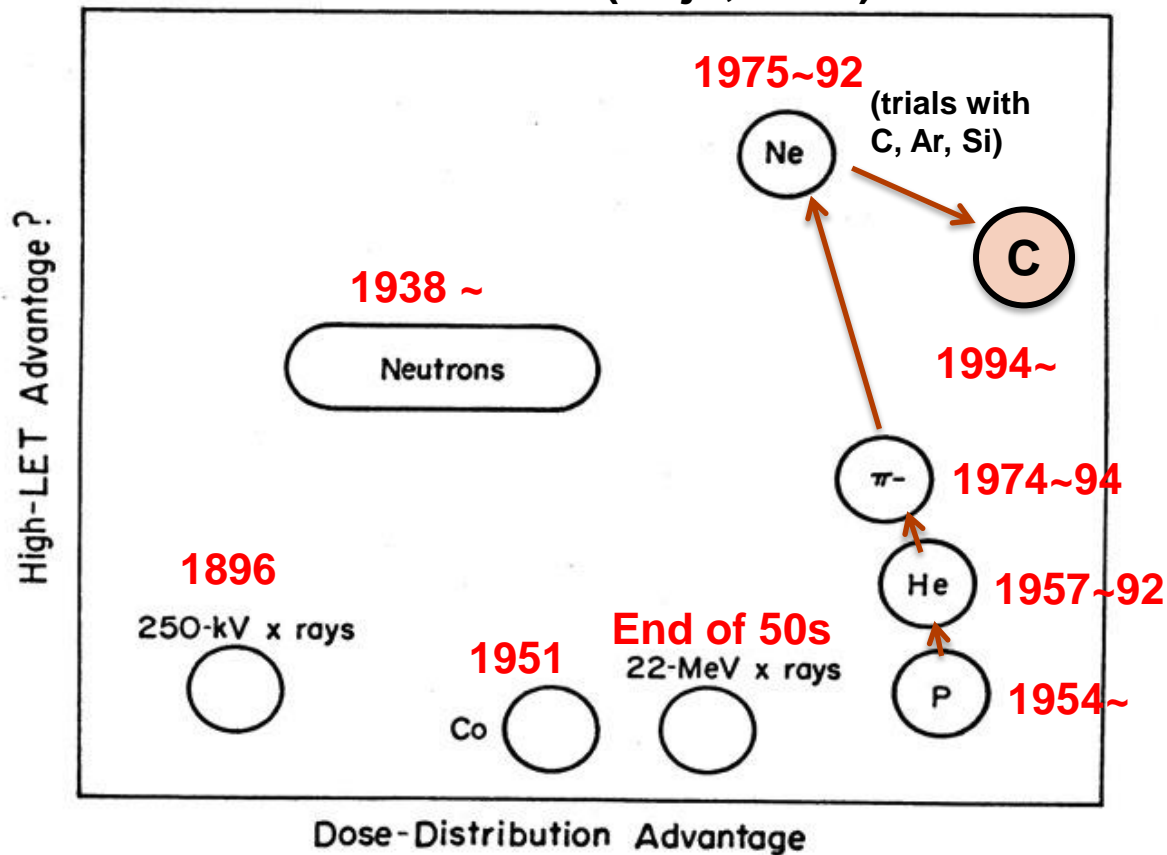 1975~92
(trials with
C, Ar, Si)
Ne
C
High-LET Advantage?
1938 ~
Neutrons
1994~
π-
1974~94
1896
250-kV x rays
He
1957~92
End of 50s
1951
22-MeV x rays
Co
P
1954~
Dose-Distribution Advantage